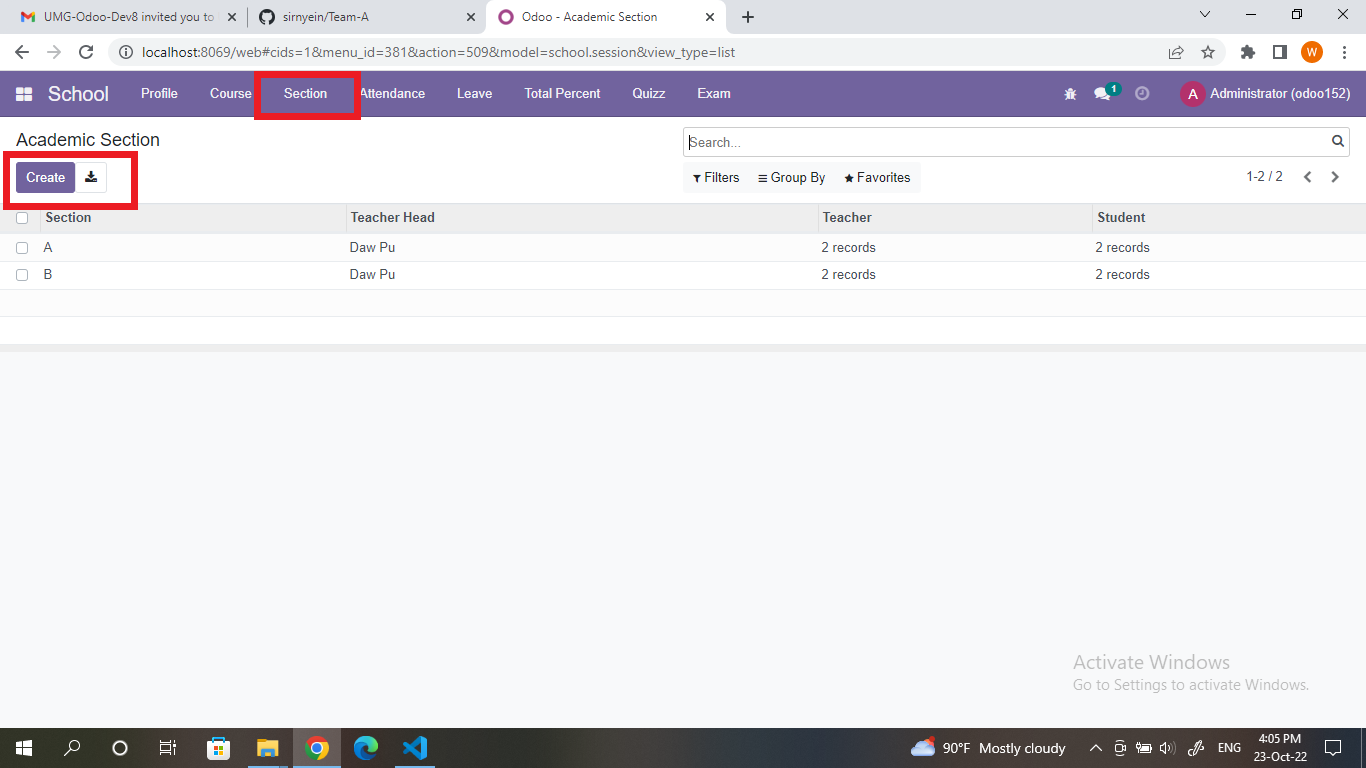 UMG-Odoo-Dev8 invited you to
sirnyein/Team-A
Odoo - Academic Section
localhost:8069/web#cids=1&menu_id=381&action=509&model=school.session&view_type=list
W
School Profile Course Section Attendance Leave Total Percent Quizz Exam 1 A Administrator (odoo152)
Academic Section
Search...
Create
Filters Group By Favorites 1-2 / 2
Section Teacher Head Teacher Student
A Daw Pu 2 records 2 records
B Daw Pu 2 records 2 records
Activate Windows
Go to Settings to activate Windows.
90°F Mostly cloudy ENG
4:05 PM
23-Oct-22